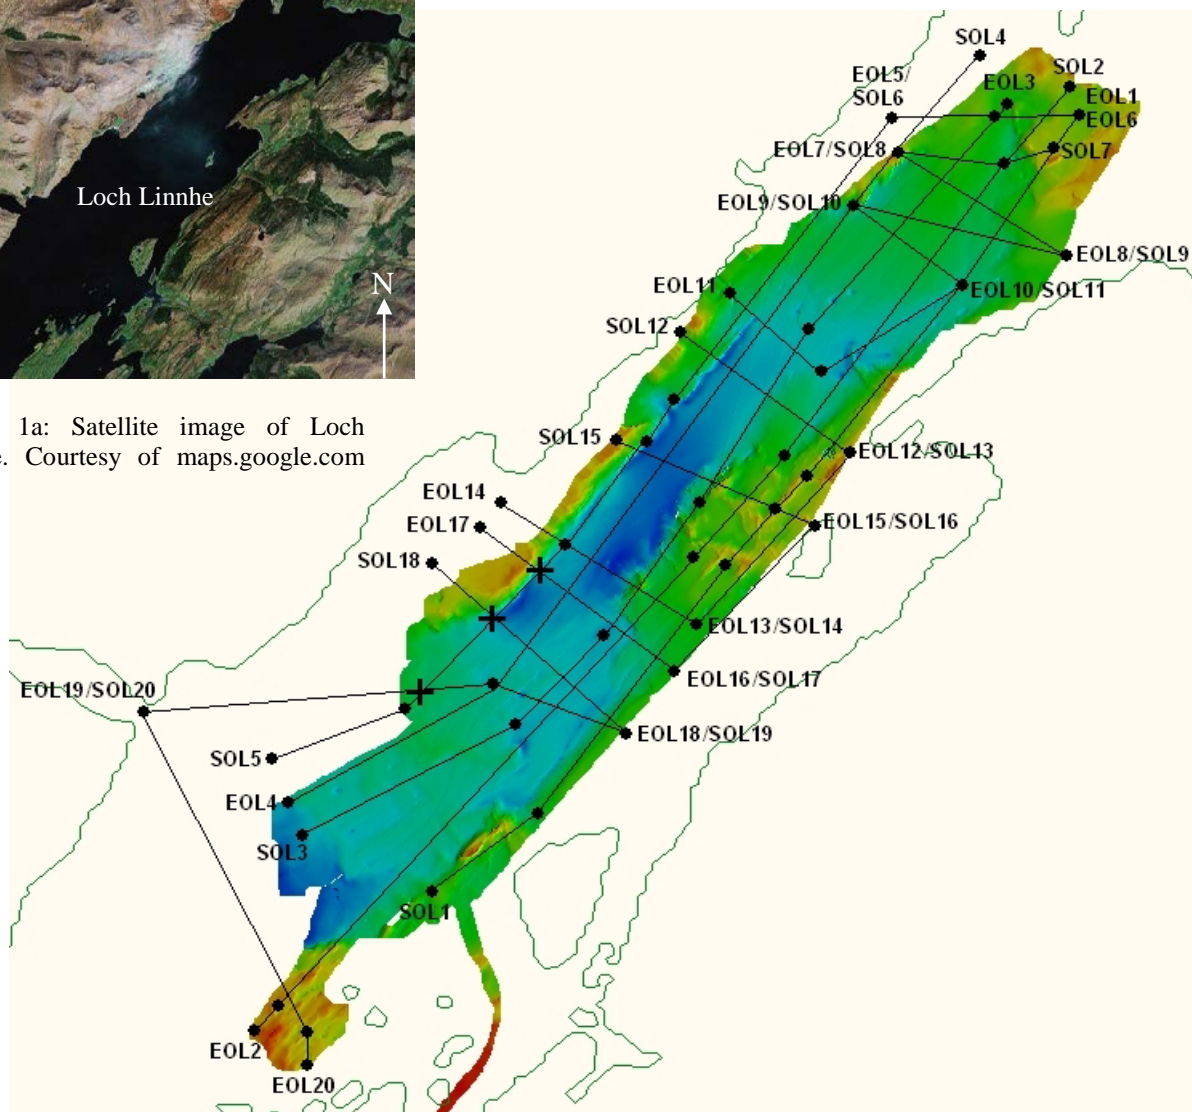 Loch Linnhe
N
1a: Satellite image of Loch
e. Courtesy of maps.google.com
SOL4
SOL2
EOL5/
SOL6
EOL3
EOL1
EOL6
EOL7/SOL8
SOL7
EOL9/SOL10
EOL8/SOL9
EOL11
EOL10/SOL11
SOL12
SOL15
EOL12/SOL13
EOL14
EOL17
EOL15/SOL16
SOL18
EOL13/SOL14
EOL16/SOL17
EOL19/SOL20
EOL18/SOL19
SOL5
EOL4
SOL3
SOL1
EOL2
EOL20